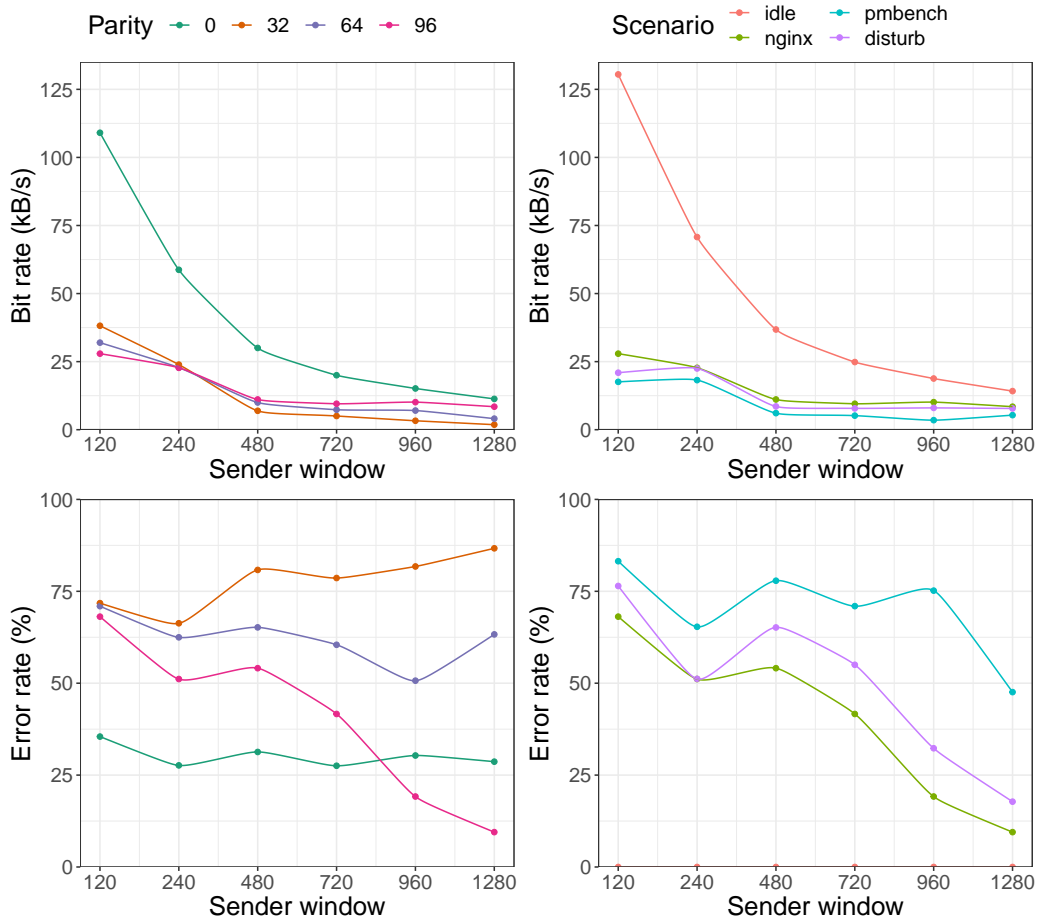 Parity 0 32 64 96
Scenario idle pmbench
nginx disturb
125
100
75
50
25
0
Bit rate (kB/s)
120 240 480 720 960 1280
Sender window
125
100
75
50
25
0
Bit rate (kB/s)
120 240 480 720 960 1280
Sender window
100
75
50
25
0
Error rate (%)
120 240 480 720 960 1280
Sender window
100
75
50
25
0
Error rate (%)
120 240 480 720 960 1280
Sender window